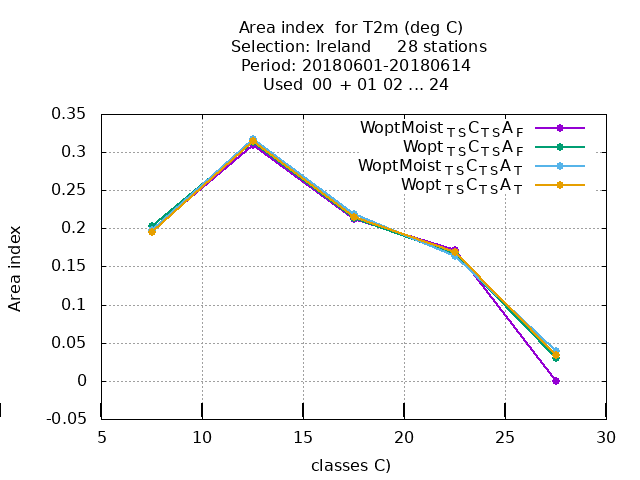 Area index  for T2m (deg C)
Selection: Ireland     28 stations
Period: 20180601-20180614
Used 00 + 01 02 ... 24
WoptMoist TS C TS A F
Wopt TS C TS A F
WoptMoist TS C TS A T
Wopt TS C TS A T
0.35
0.3
0.25
0.2
0.15
0.1
0.05
0
-0.05
Area index
5 10 15 20 25 30
classes C)